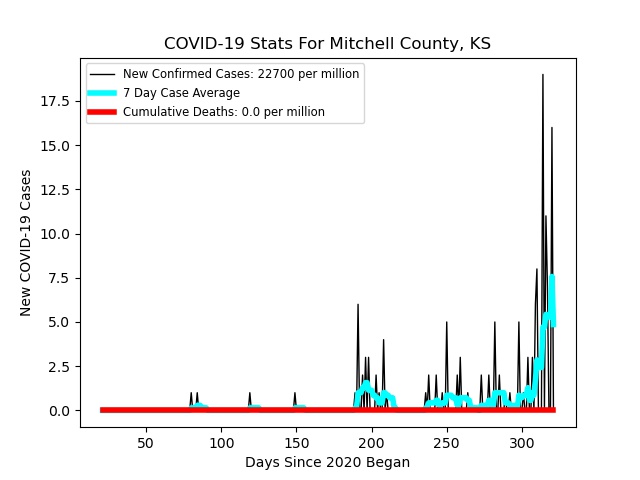 COVID-19 Stats For Mitchell County, KS
New Confirmed Cases: 22700 per million
7 Day Case Average
Cumulative Deaths: 0.0 per million
New COVID-19 Cases
17.5
15.0
12.5
10.0
7.5
5.0
2.5
0.0
50 100 150 200 250 300
Days Since 2020 Began